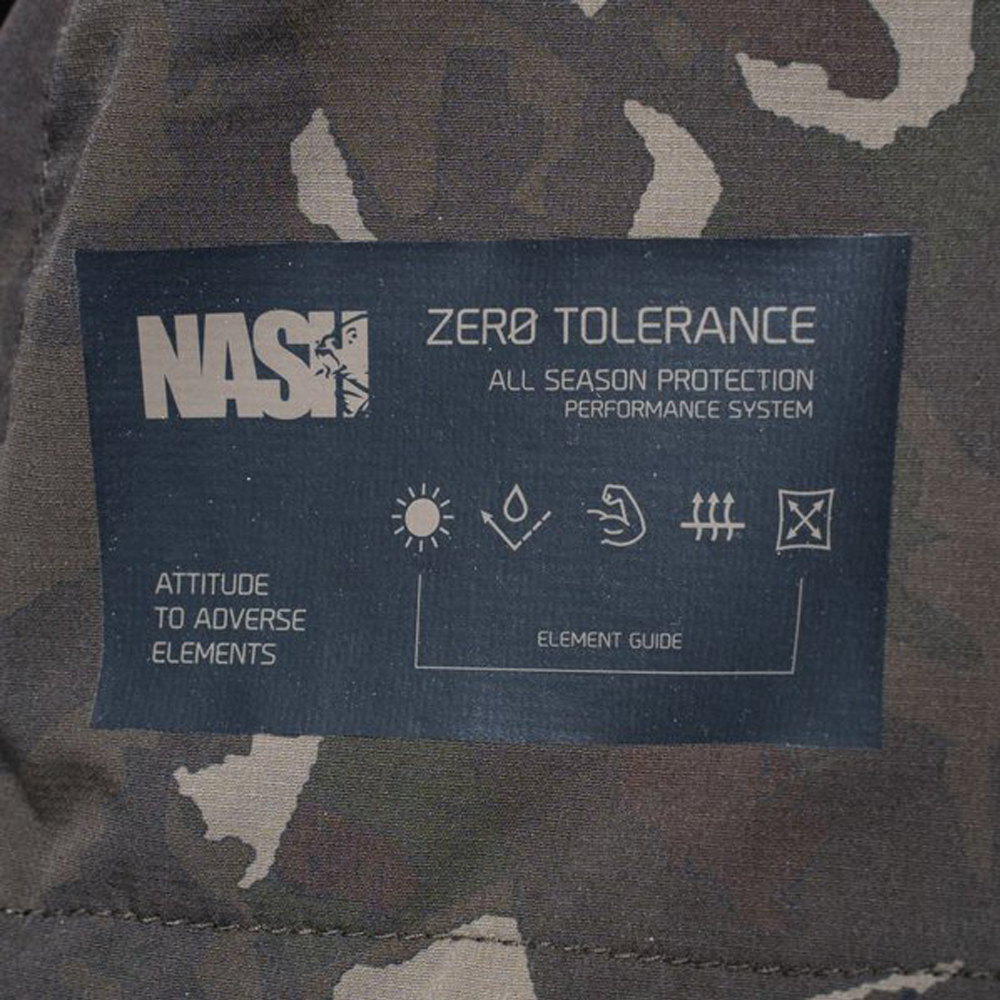 NASH
ZERØ TOLERANCE
ALL SEASON PROTECTION
PERFORMANCE SYSTEM
ATTITUDE
TO ADVERSE
ELEMENTS
ELEMENT GUIDE